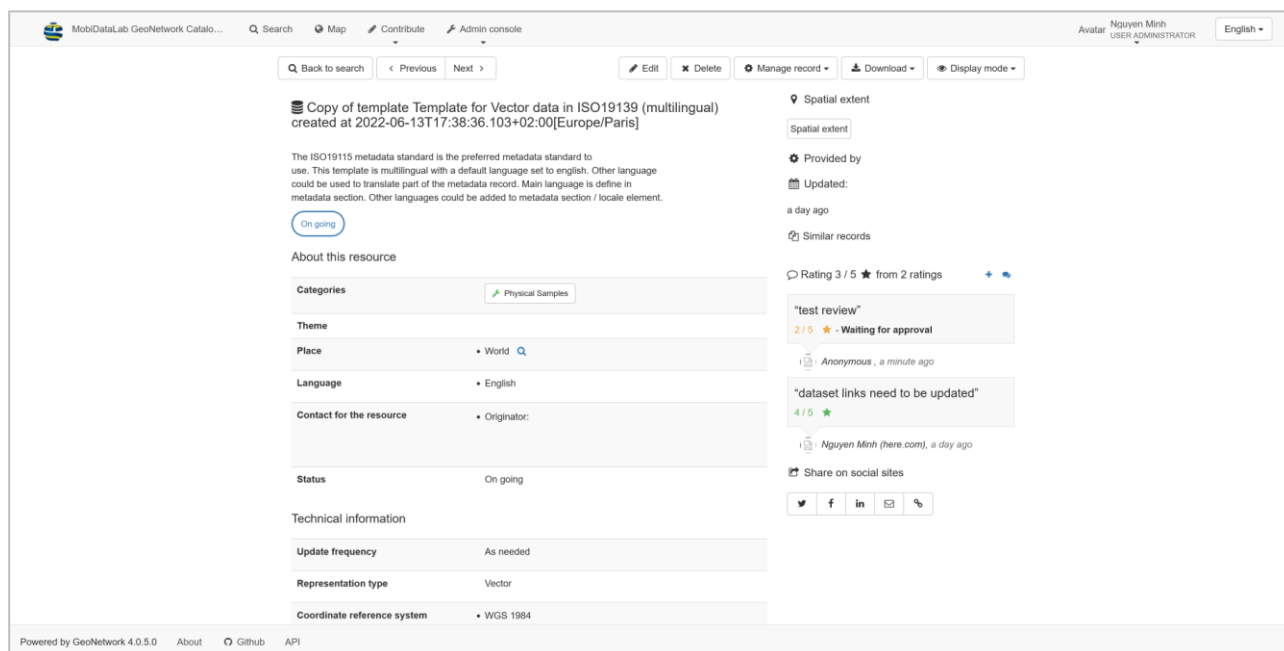 MobiDataLab GeoNetwork Catalo... Search Map Contribute Admin console Avatar Nguyen Minh USER ADMINISTRATOR English
Back to search Previous Next Edit Delete Manage record Download Display mode
Copy of template Template for Vector data in ISO19139 (multilingual)
created at 2022-06-13T17:38:36.103+02:00[Europe/Paris]
The ISO19115 metadata standard is the preferred metadata standard to
use. This template is multilingual with a default language set to english. Other language
could be used to translate part of the metadata record. Main language is define in
metadata section. Other languages could be added to metadata section / locale element.
On going
About this resource
Categories Physical Samples
Theme
Place • World
Language • English
Contact for the resource • Originator:
Status On going
Technical information
Update frequency As needed
Representation type Vector
Coordinate reference system • WGS 1984
Spatial extent
Spatial extent
Provided by
Updated:
a day ago
Similar records
Rating 3 / 5 ★ from 2 ratings
“test review”
2 / 5 ★ - Waiting for approval
Anonymous , a minute ago
“dataset links need to be updated”
4 / 5 ★
Nguyen Minh (here.com), a day ago
Share on social sites
Powered by GeoNetwork 4.0.5.0 About Github API